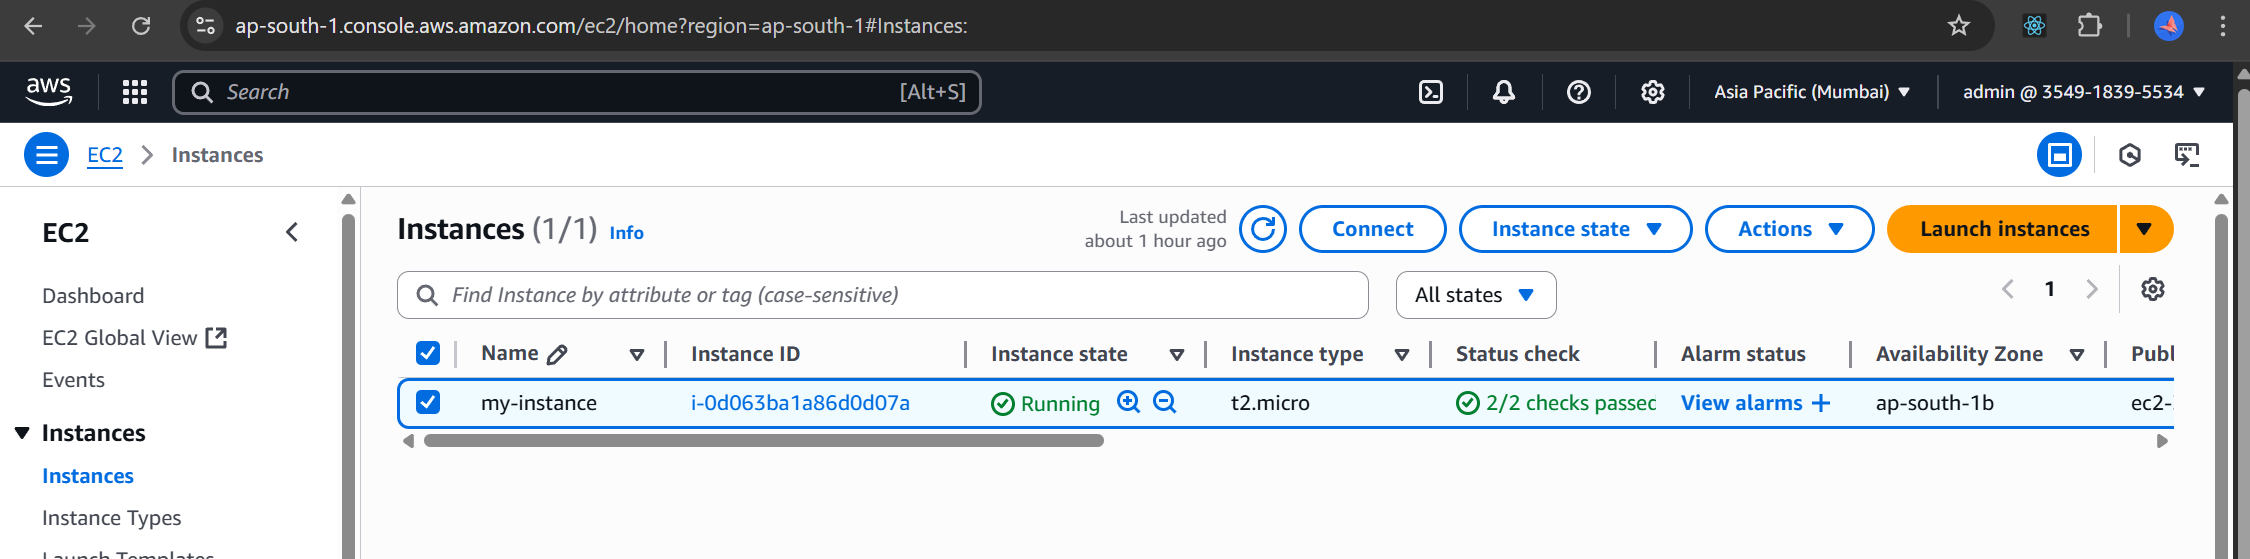 ap-south-1.console.aws.amazon.com/ec2/home?region=ap-south-1#Instances:
aws
Search
[Alt+S]
Asia Pacific (Mumbai)
admin @ 3549-1839-5534
EC2
Instances
EC2
Dashboard
EC2 Global View
Events
Instances
Instances
Instance Types
Launch Templates
Instances (1/1) Info
Last updated
about 1 hour ago
Connect
Instance state
Actions
Launch instances
Find Instance by attribute or tag (case-sensitive)
All states
1
Name Instance ID Instance state Instance type Status check Alarm status Availability Zone Publ
my-instance i-0d063ba1a86d0d07a Running t2.micro 2/2 checks passed View alarms + ap-south-1b ec2-